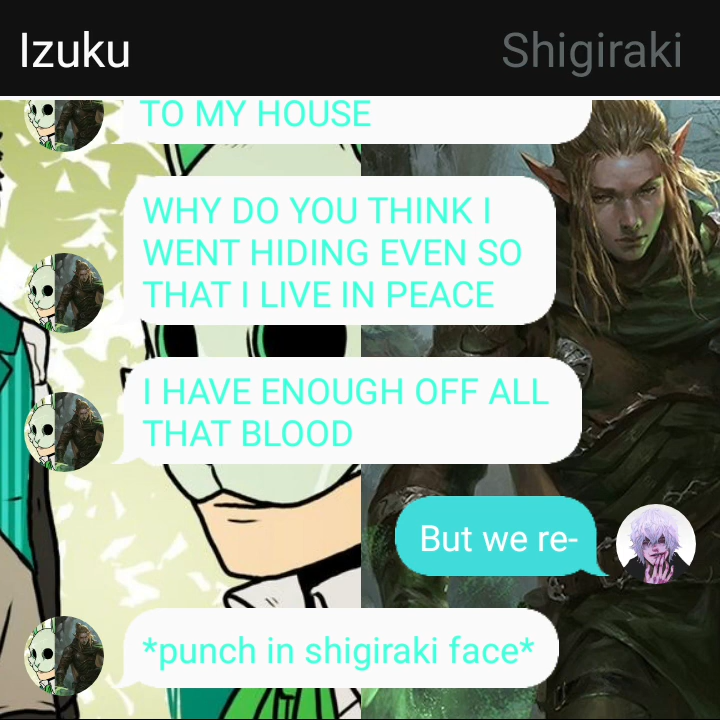 Izuku
Shigiraki
TO MY HOUSE
WHY DO YOU THINK I
WENT HIDING EVEN SO
THAT I LIVE IN PEACE
I HAVE ENOUGH OFF ALL
THAT BLOOD
But we re-
*punch in shigiraki face*